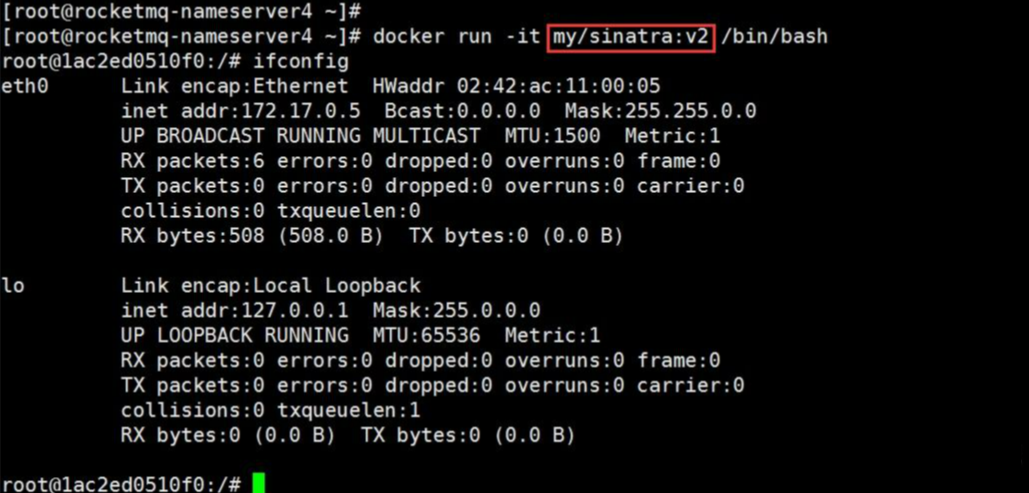 [root@rocketmq-nameserver4 ~]#
[root@rocketmq-nameserver4 ~]# docker run -it my/sinatra:v2 /bin/bash
root@1ac2ed0510f0:/# ifconfig
eth0      Link encap:Ethernet  HWaddr 02:42:ac:11:00:05
          inet addr:172.17.0.5  Bcast:0.0.0.0  Mask:255.255.0.0
          UP BROADCAST RUNNING MULTICAST  MTU:1500  Metric:1
          RX packets:6 errors:0 dropped:0 overruns:0 frame:0
          TX packets:0 errors:0 dropped:0 overruns:0 carrier:0
          collisions:0 txqueuelen:0
          RX bytes:508 (508.0 B)  TX bytes:0 (0.0 B)

lo        Link encap:Local Loopback
          inet addr:127.0.0.1  Mask:255.0.0.0
          UP LOOPBACK RUNNING  MTU:65536  Metric:1
          RX packets:0 errors:0 dropped:0 overruns:0 frame:0
          TX packets:0 errors:0 dropped:0 overruns:0 carrier:0
          collisions:0 txqueuelen:1
          RX bytes:0 (0.0 B)  TX bytes:0 (0.0 B)

root@1ac2ed0510f0:/#